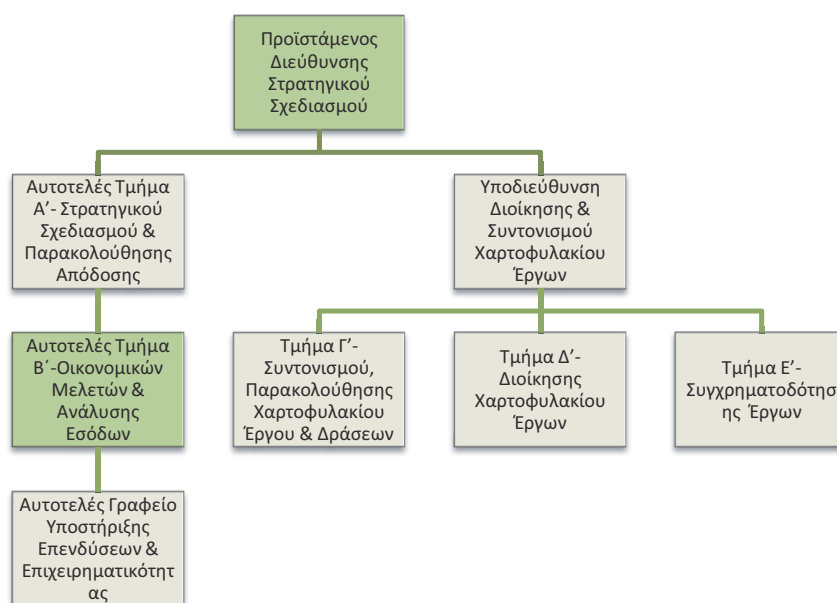 Προϊστάμενος
Διεύθυνσης
Στρατηγικού
Σχεδιασμού
Αυτοτελές Τμήμα
Α’- Στρατηγικού
Σχεδιασμού &
Παρακολούθησης
Απόδοσης
Υποδιεύθυνση
Διοίκησης &
Συντονισμού
Χαρτοφυλακίου
Έργων
Αυτοτελές Τμήμα
Β΄-Οικονομικών
Μελετών &
Ανάλυσης
Εσόδων
Τμήμα Γ’-
Συντονισμού,
Παρακολούθησης
Χαρτοφυλακίου
Έργου & Δράσεων
Τμήμα Δ’-
Διοίκησης
Χαρτοφυλακίου
Έργων
Τμήμα Ε’-
Συγχρηματοδότησ
ης Έργων
Αυτοτελές Γραφείο
Υποστήριξης
Επενδύσεων &
Επιχειρηματικότητ
ας